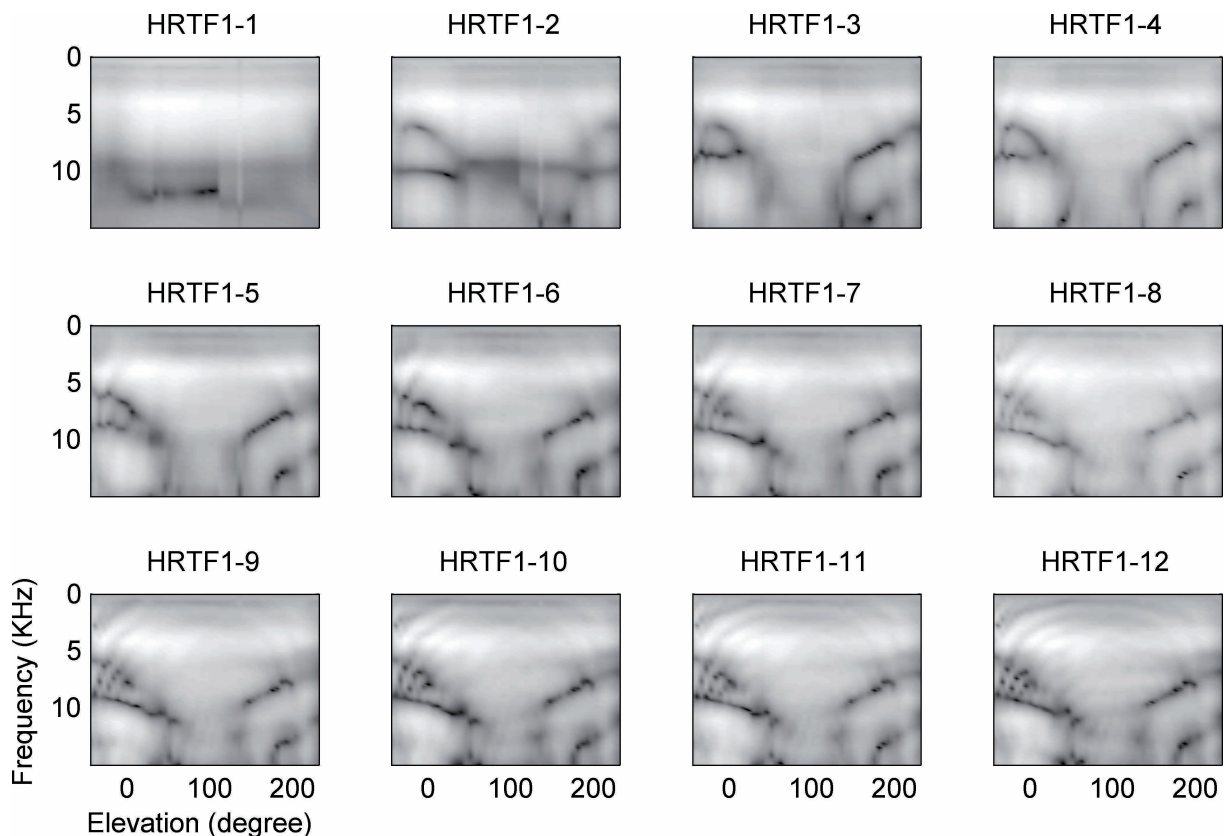 HRTF1-1 HRTF1-2 HRTF1-3 HRTF1-4
0
5
10
HRTF1-5 HRTF1-6 HRTF1-7 HRTF1-8
0
5
10
HRTF1-9 HRTF1-10 HRTF1-11 HRTF1-12
0
5
10
Frequency (KHz)
0 100 200 0 100 200 0 100 200 0 100 200
Elevation (degree)